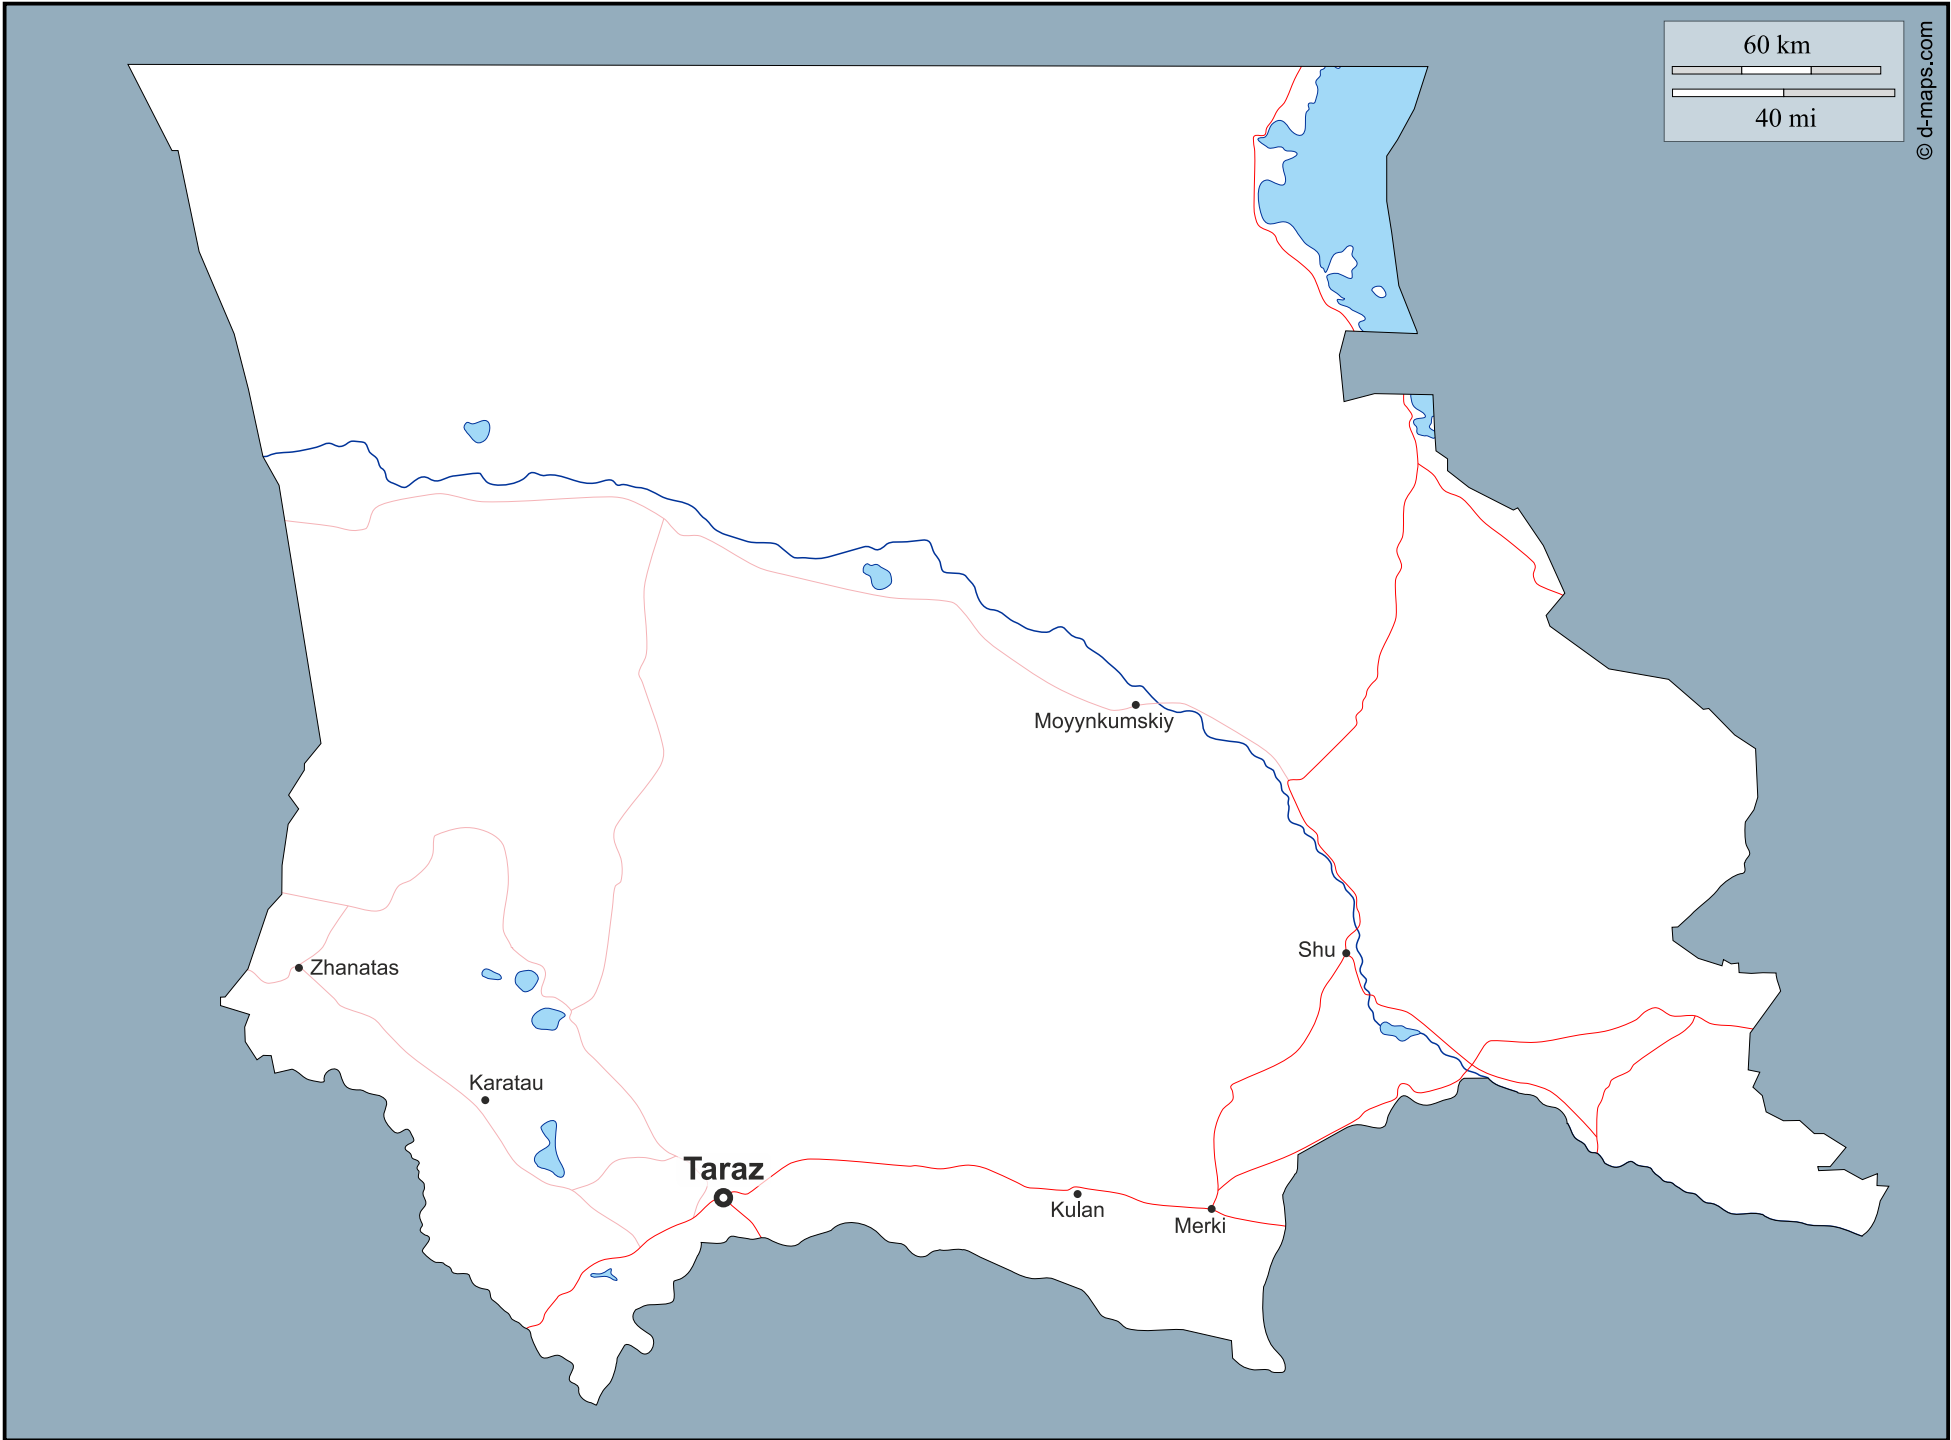 60 km
40 mi
© d-maps.com
Moyynkumskiy
Shu
Zhanatas
Karatau
Taraz
Kulan
Merki